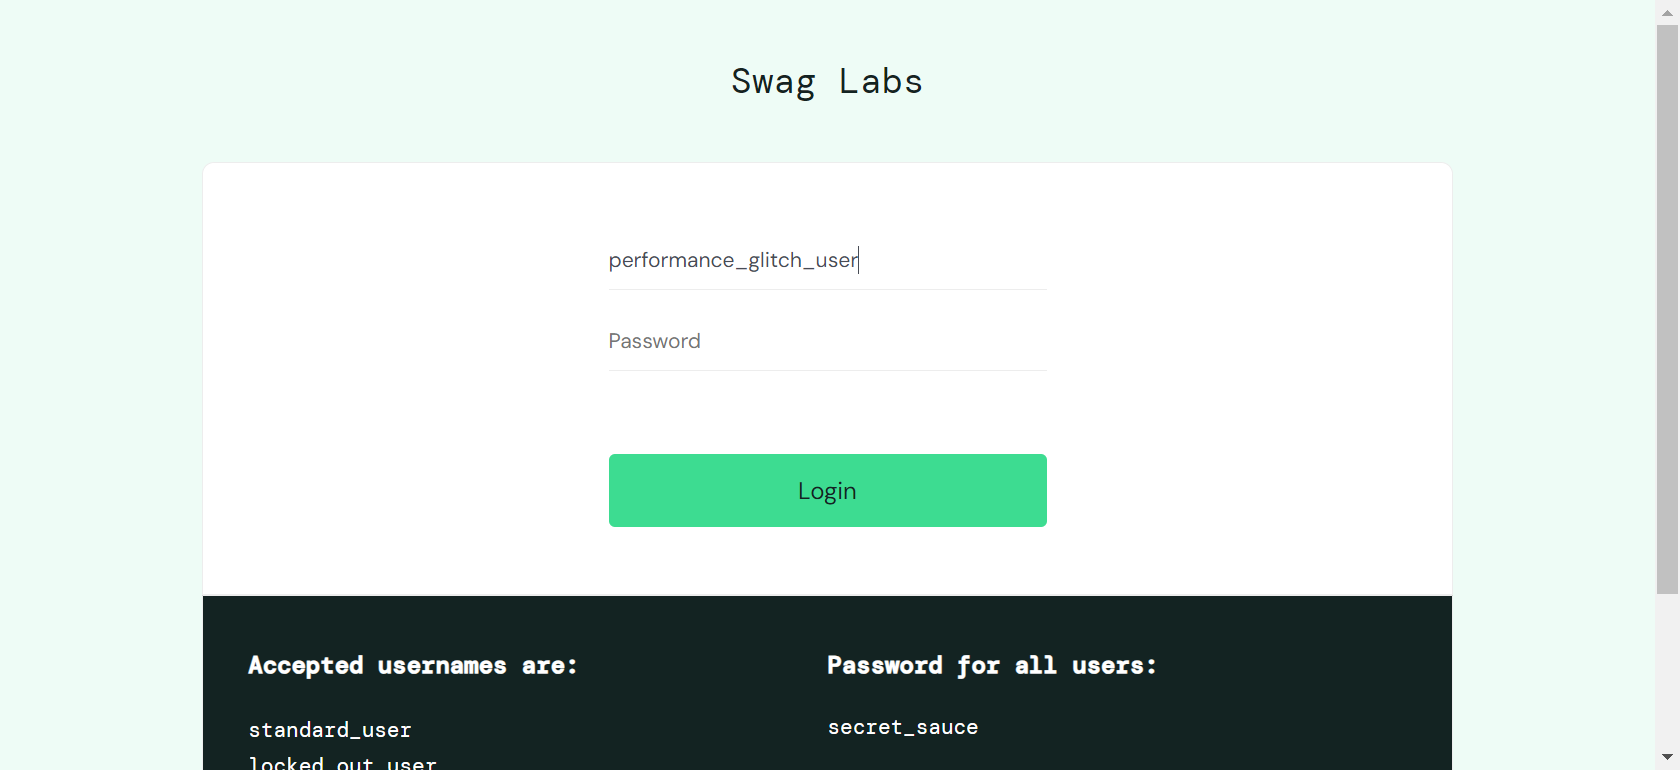 Swag Labs
performance_glitch_user
Password
Login
Accepted usernames are:
standard_user
locked_out_user
Password for all users:
secret_sauce